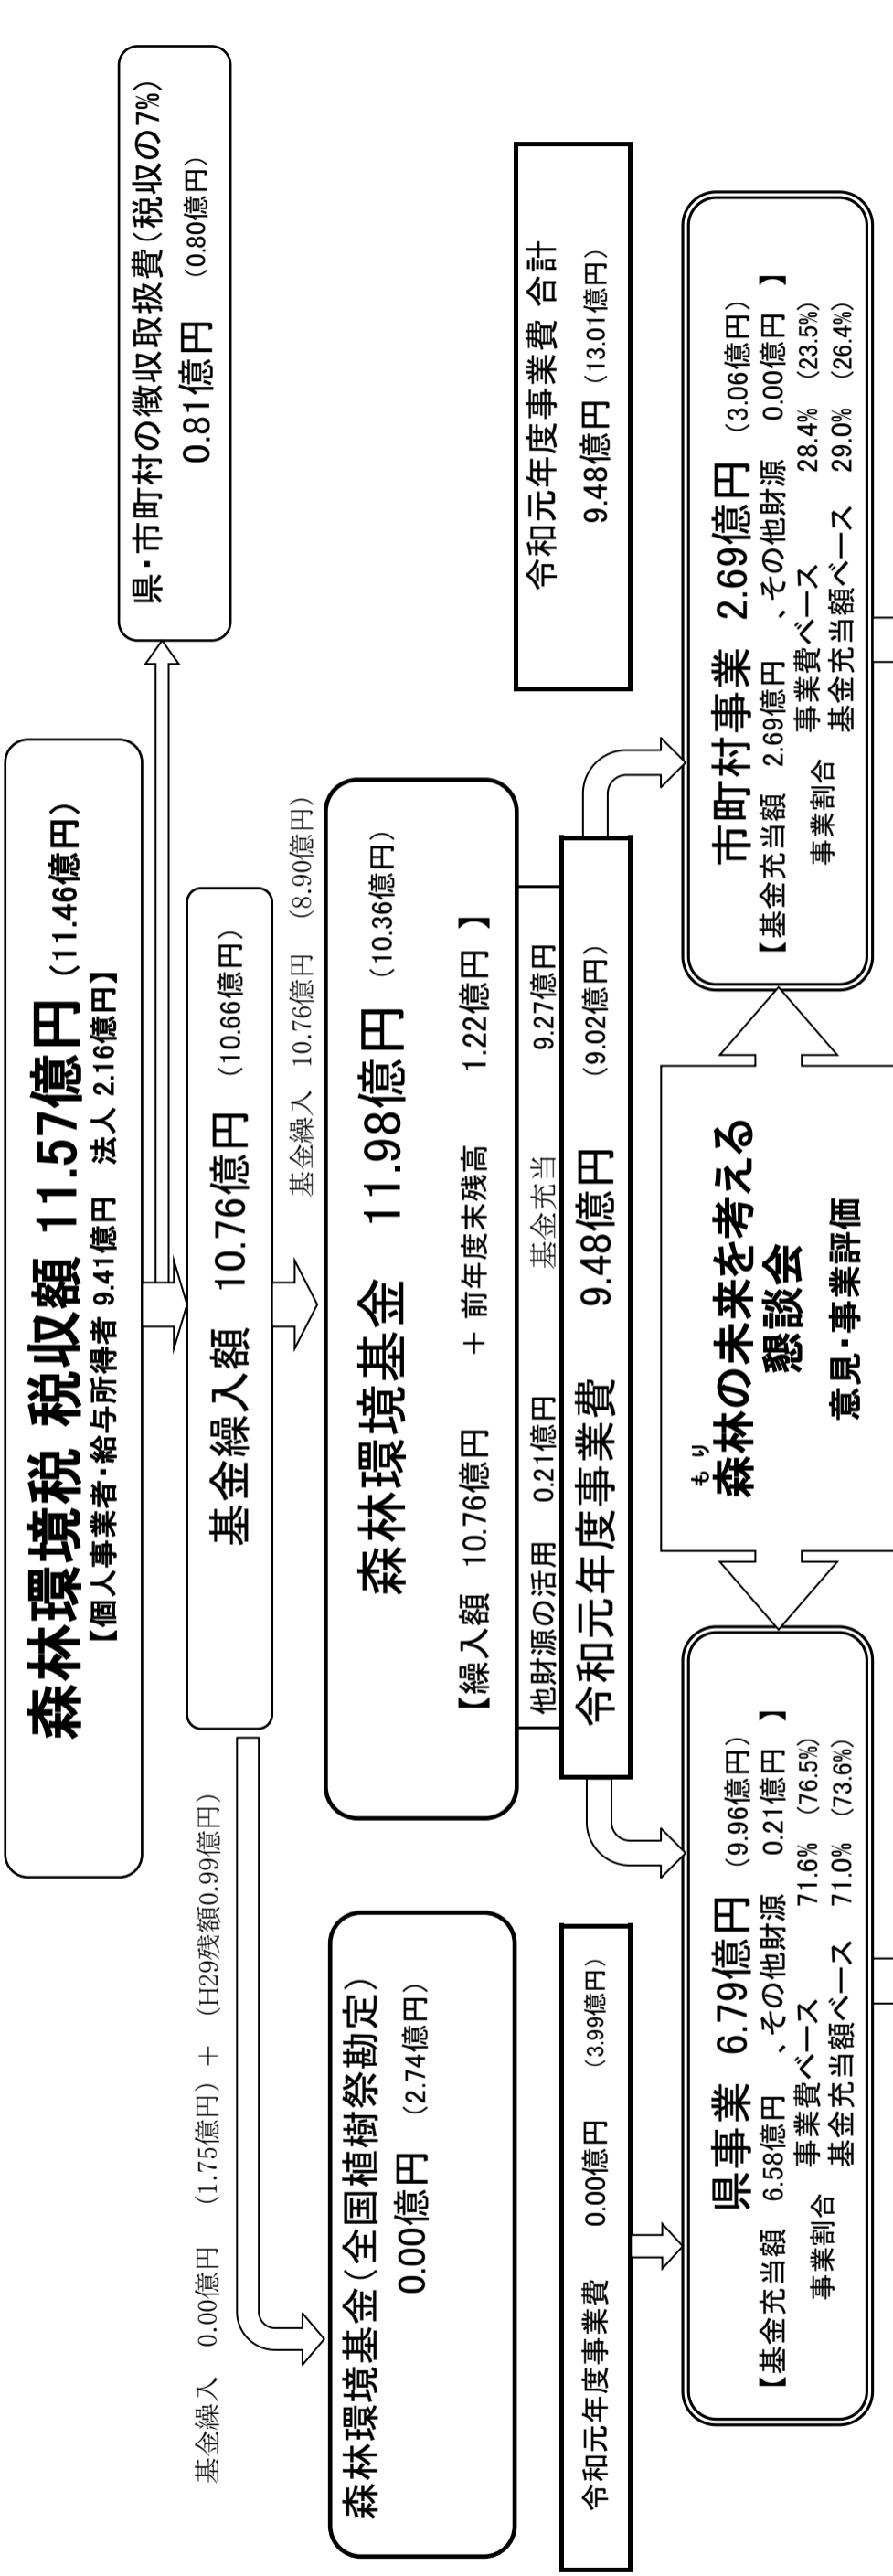 森林環境税 税収額 11.57億円 (11.46億円)
【個人事業者・給与所得者 9.41億円 法人 2.16億円】
県・市町村の徴収取扱費(税収の7%)
0.81億円 (0.80億円)
基金繰入額 10.76億円 (10.66億円)
基金繰入 0.00億円 (1.75億円) + (H29残額0.99億円)
基金繰入 10.76億円 (8.90億円)
森林環境基金(全国植樹祭勘定)
0.00億円 (2.74億円)
森林環境基金 11.98億円 (10.36億円)
【繰入額 10.76億円 + 前年度末残高 1.22億円 】
他財源の活用 0.21億円 基金充当 9.27億円
令和元年度事業費 0.00億円 (3.99億円)
令和元年度事業費 9.48億円 (9.02億円)
令和元年度事業費 合計
9.48億円 (13.01億円)
県事業 6.79億円 (9.96億円)
【基金充当額 6.58億円 、その他財源 0.21億円 】
事業割合 事業費ベース 71.6% (76.5%)
基金充当額ベース 71.0% (73.6%)
もり
森林の未来を考える
懇談会
意見・事業評価
市町村事業 2.69億円 (3.06億円)
【基金充当額 2.69億円 、その他財源 0.00億円 】
事業割合 事業費ベース 28.4% (23.5%)
基金充当額ベース 29.0% (26.4%)